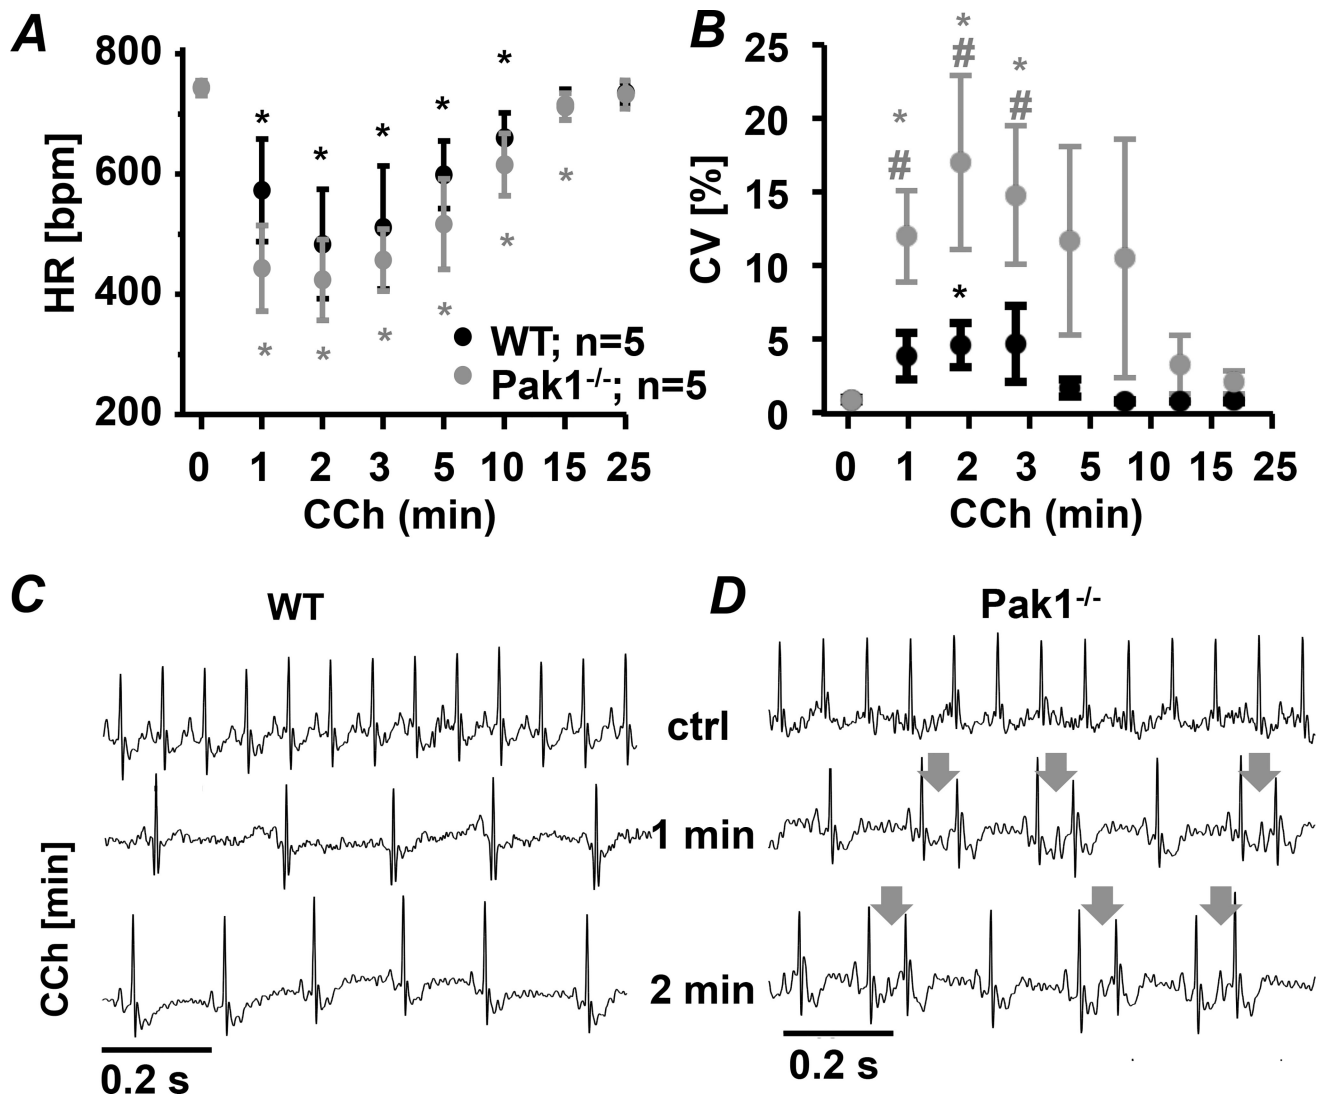 A
HR [bpm]
800
600
400
200
*
*
*
*
*
*
*
*
*
*
*
WT; n=5
Pak1-/-; n=5
0 1 2 3 5 10 15 25
CCh (min)
B
CV [%]
25
20
15
10
5
0
*
#
*
#
*
#
*
0 1 2 3 5 10 15 25
CCh (min)
C
WT
D
Pak1-/-
ctrl
1 min
2 min
CCh [min]
0.2 s
0.2 s